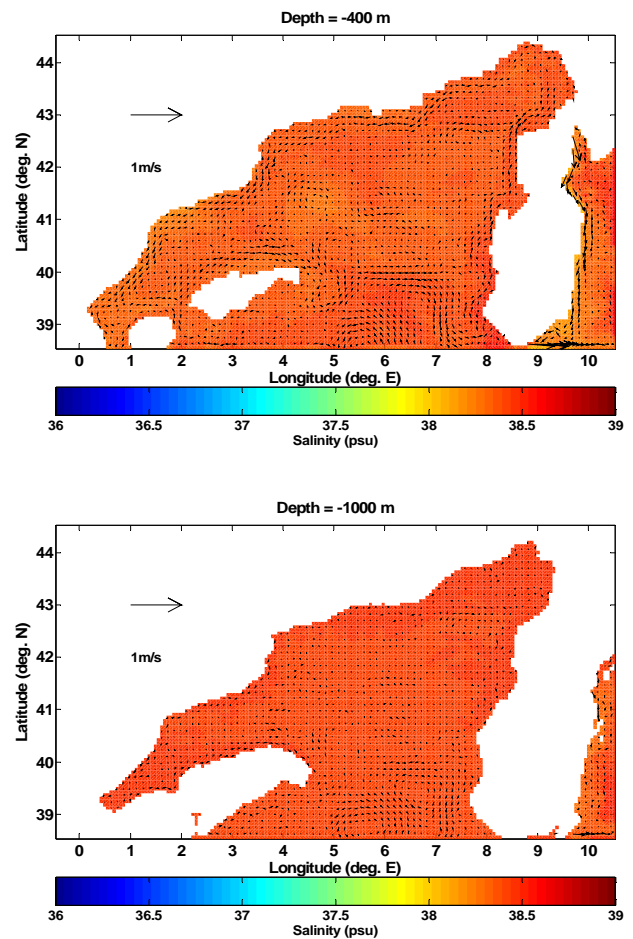 Depth = -400 m
44
43
42
41
40
39
Latitude (deg. N)
1m/s
0 1 2 3 4 5 6 7 8 9 10
Longitude (deg. E)
36 36.5 37 37.5 38 38.5 39
Salinity (psu)
Depth = -1000 m
44
43
42
41
40
39
Latitude (deg. N)
1m/s
0 1 2 3 4 5 6 7 8 9 10
Longitude (deg. E)
36 36.5 37 37.5 38 38.5 39
Salinity (psu)